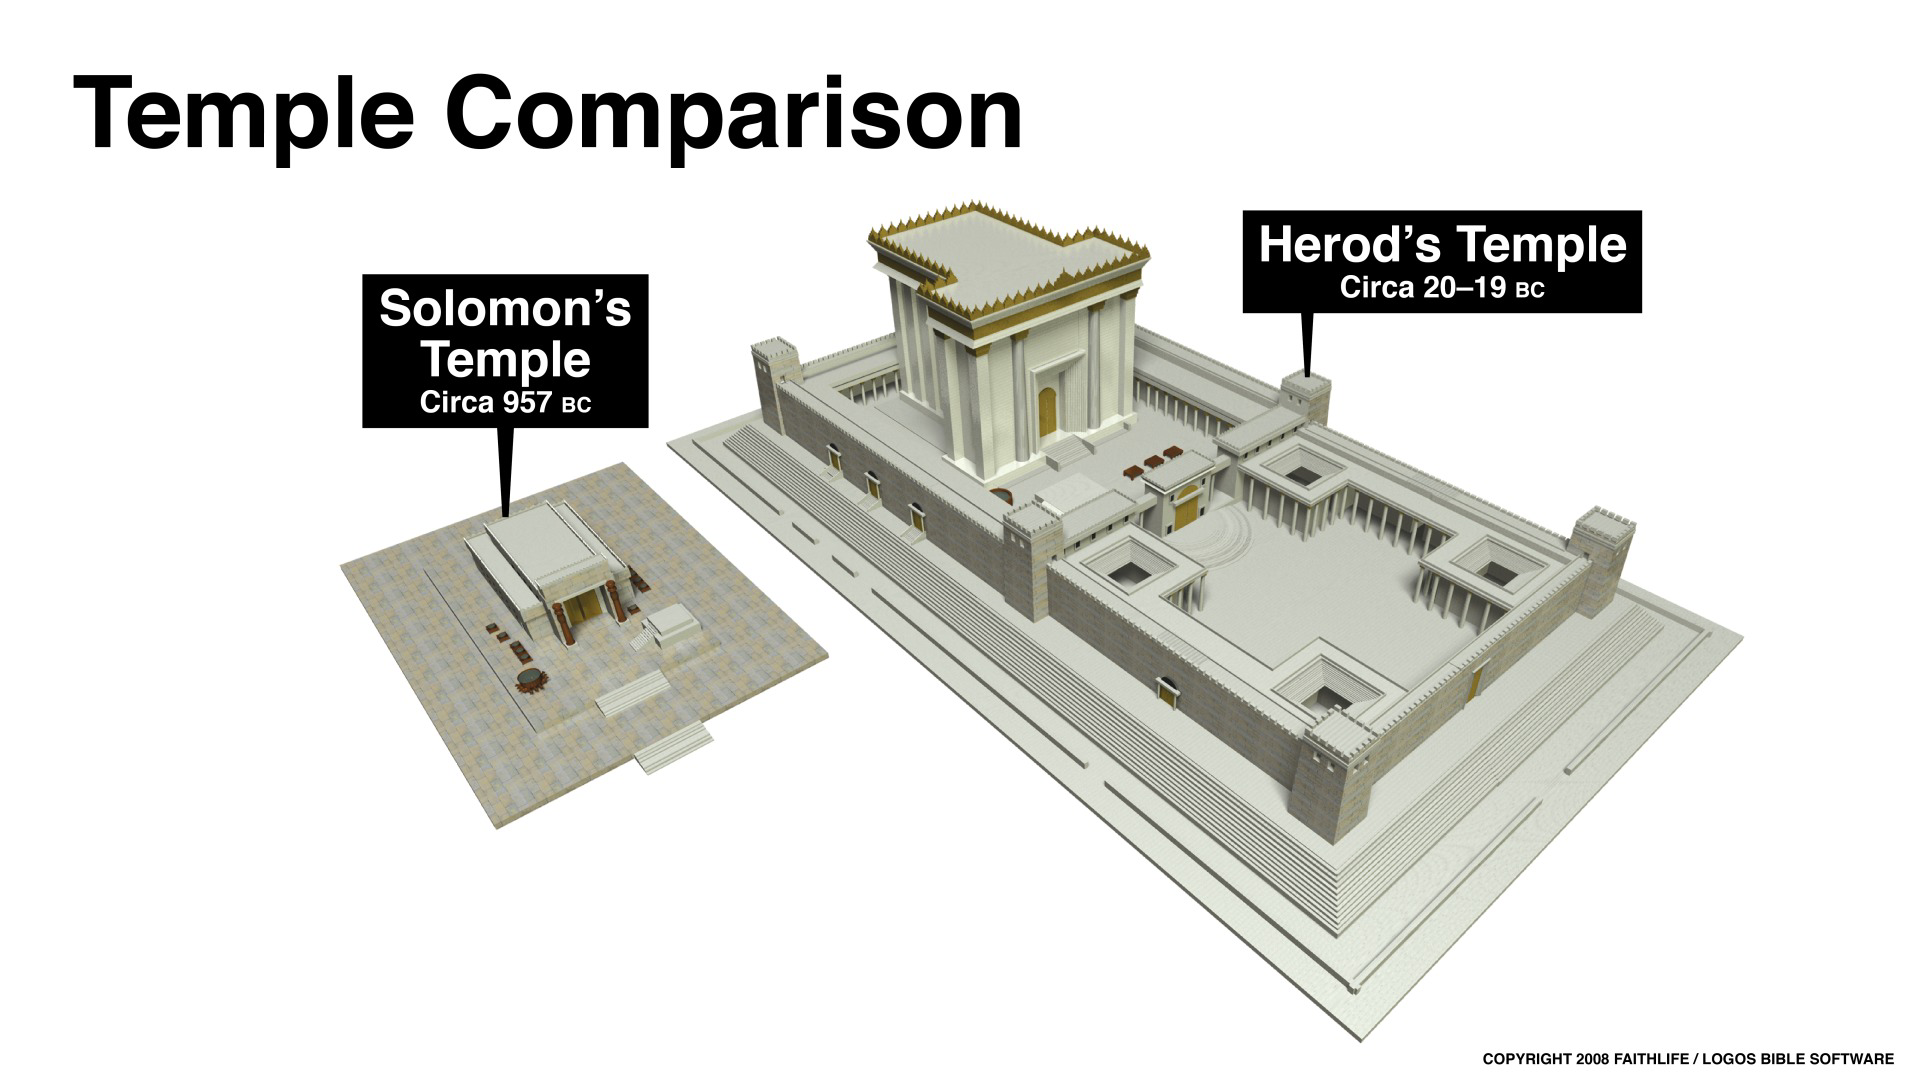 Temple Comparison
Solomon’s
Temple
Circa 957 BC
Herod’s Temple
Circa 20–19 BC
COPYRIGHT 2008 FAITHLIFE / LOGOS BIBLE SOFTWARE